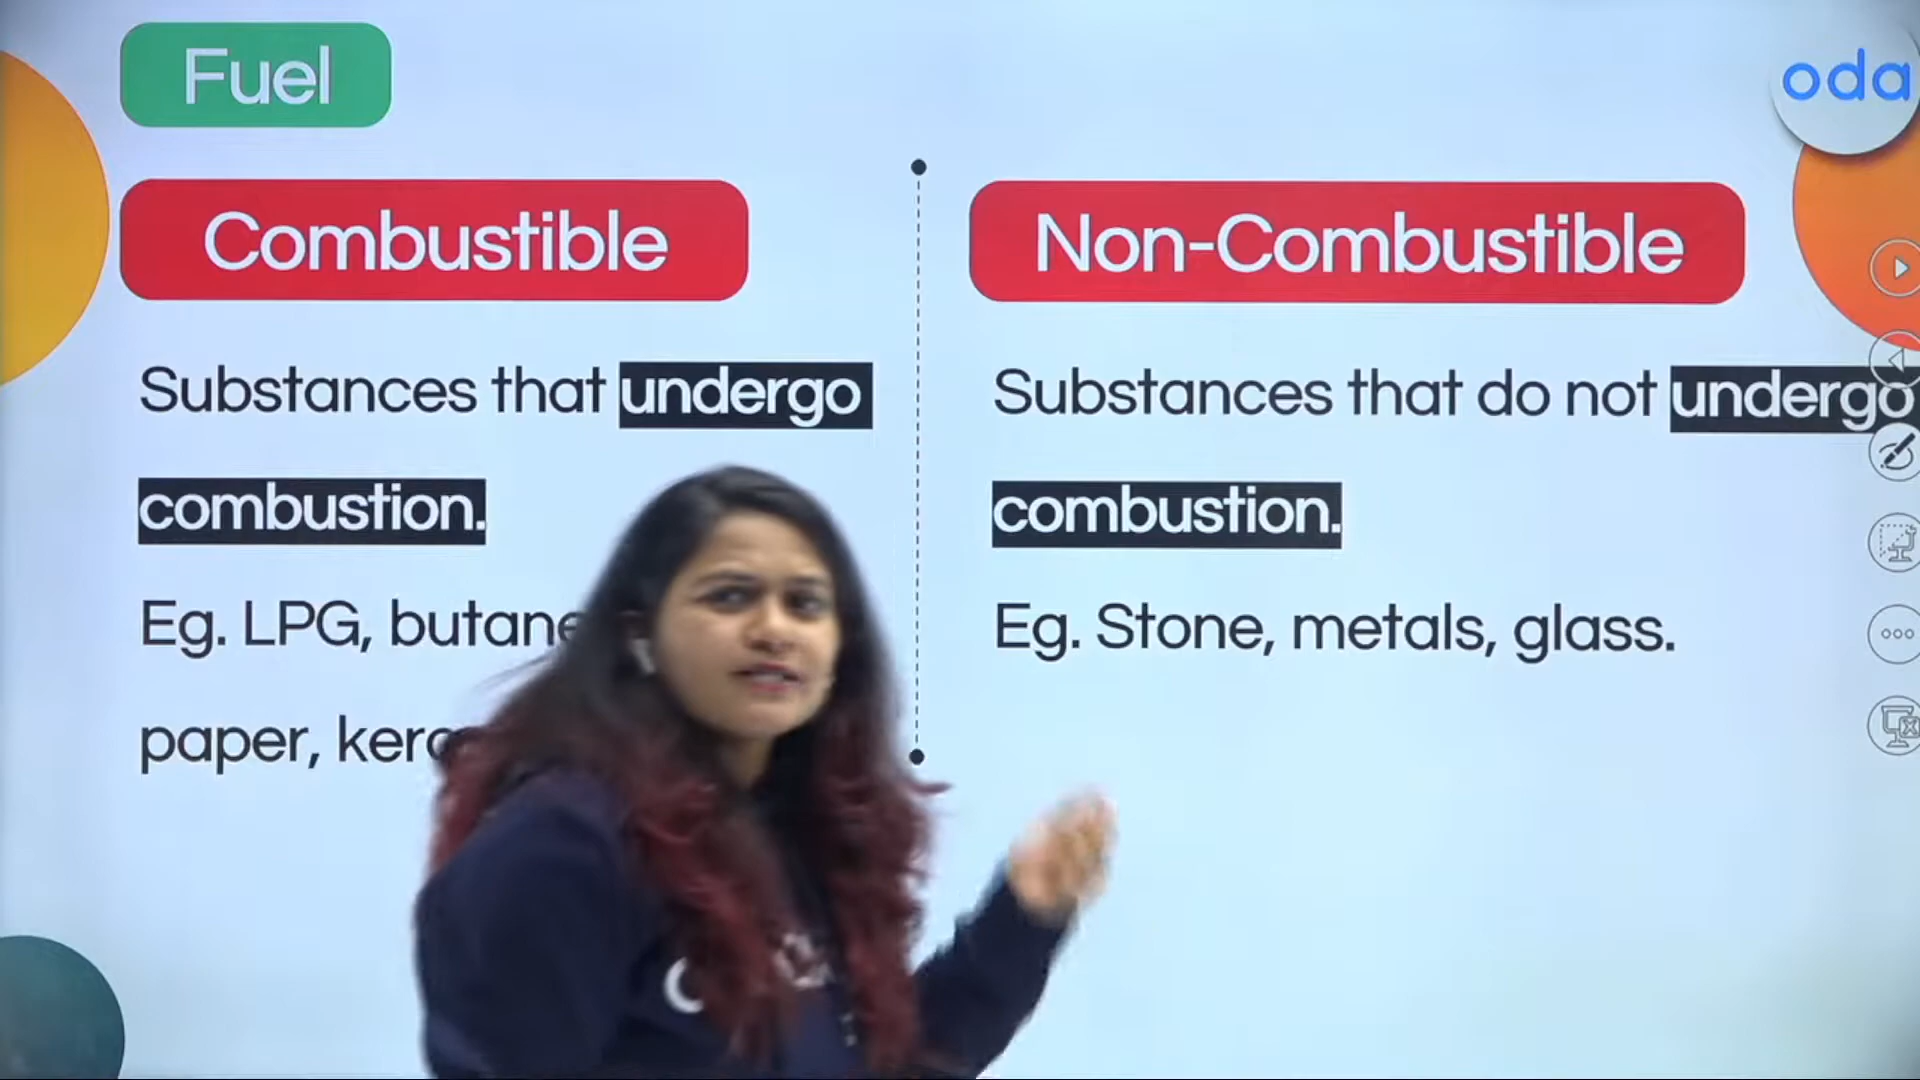 Fuel
oda
Combustible
Substances that undergo
combustion.
Eg. LPG, butane
paper,
Non-Combustible
Substances that do not undergo
combustion.
Eg. Stone, metals, glass.